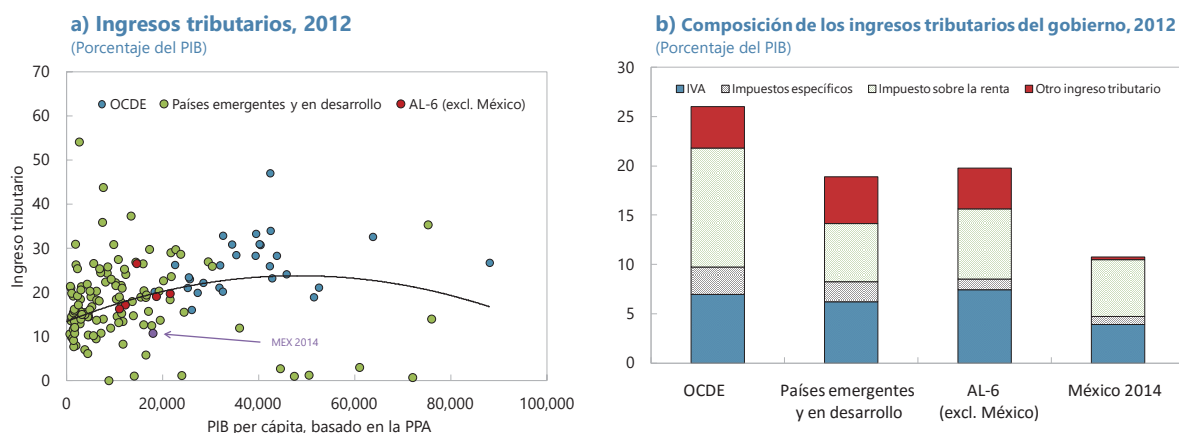 a) Ingresos tributarios, 2012
(Porcentaje del PIB)
70
60
50
40
30
20
10
0
Ingreso tributario
OCDE Países emergentes y en desarrollo AL-6 (excl. México)
MEX 2014
0 20,000 40,000 60,000 80,000 100,000
PIB per cápita, basado en la PPA
b) Composición de los ingresos tributarios del gobierno, 2012
(Porcentaje del PIB)
30
25
20
15
10
5
0
IVA Impuestos específicos Impuesto sobre la renta Otro ingreso tributario
OCDE Países emergentes AL-6 México 2014
y en desarrollo (excl. México)